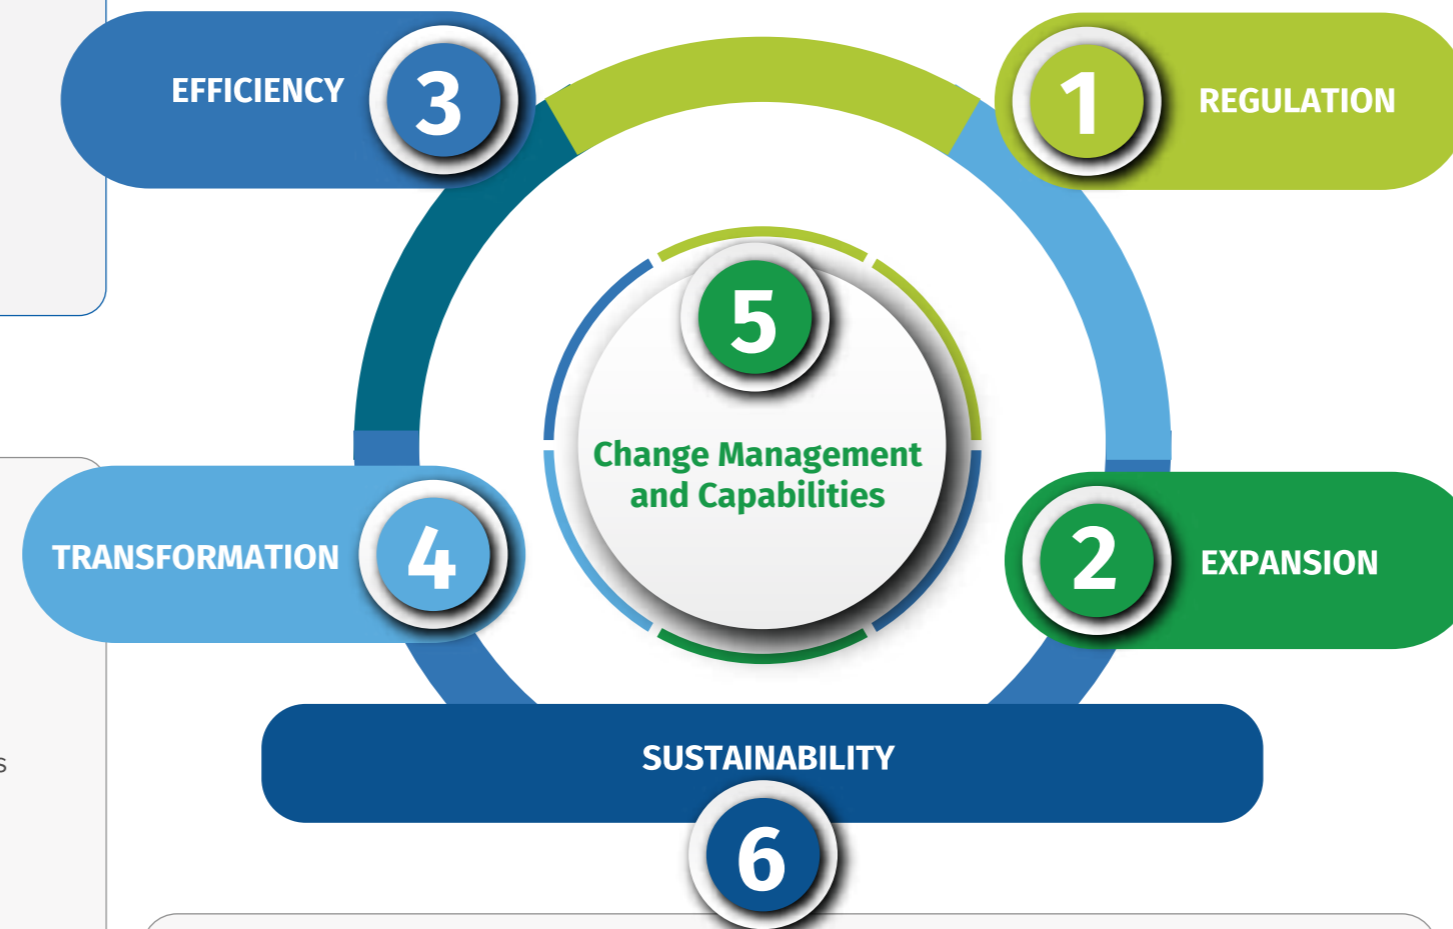 EFFICIENCY
3
1
REGULATION
5
Change Management
and Capabilities
TRANSFORMATION
4
2
EXPANSION
s
SUSTAINABILITY
6